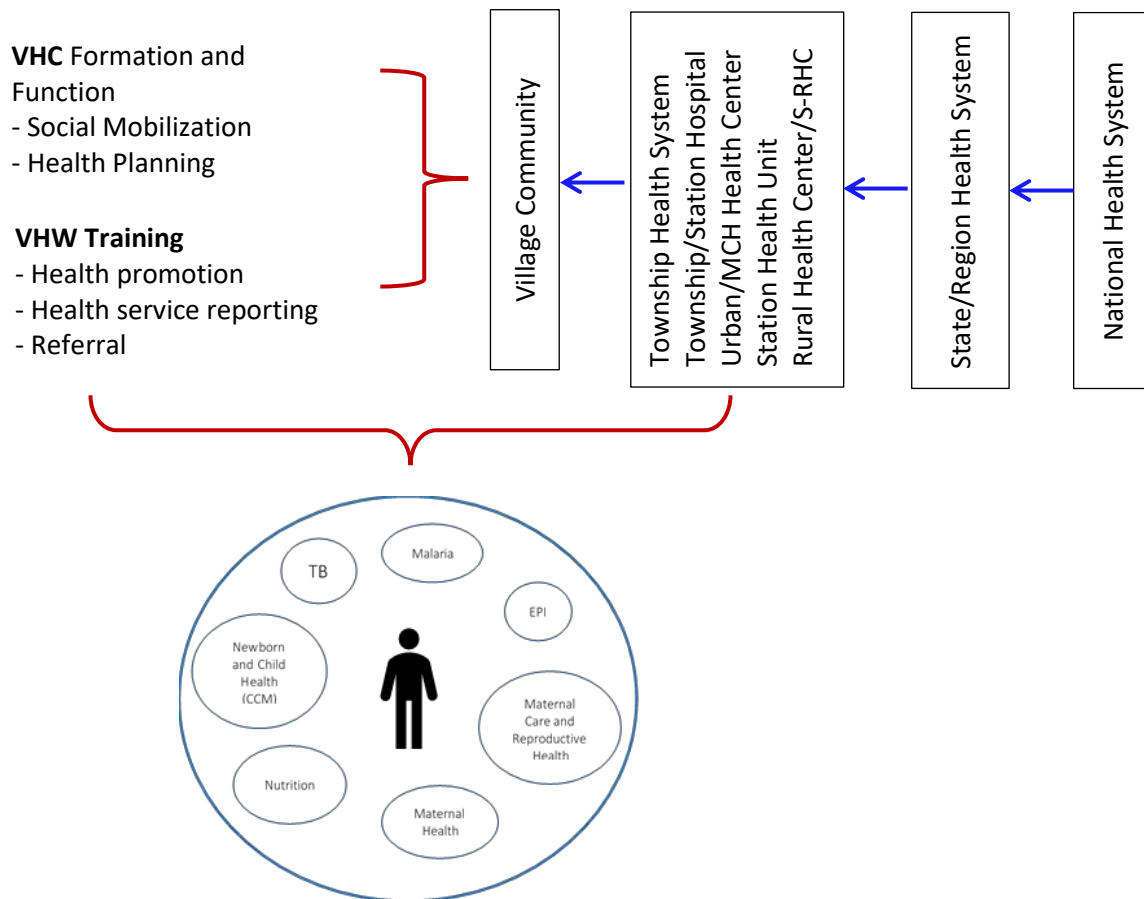 VHC Formation and
Function
- Social Mobilization
- Health Planning
VHW Training
- Health promotion
- Health service reporting
- Referral
Village Community
Township Health System
Township/Station Hospital
Urban/MCH Health Center
Station Health Unit
Rural Health Center/S-RHC
State/Region Health System
National Health System
Malaria
TB
EPI
Newborn
and Child
Health
(CCM)
Maternal
Care and
Reproductive
Health
Nutrition
Maternal
Health